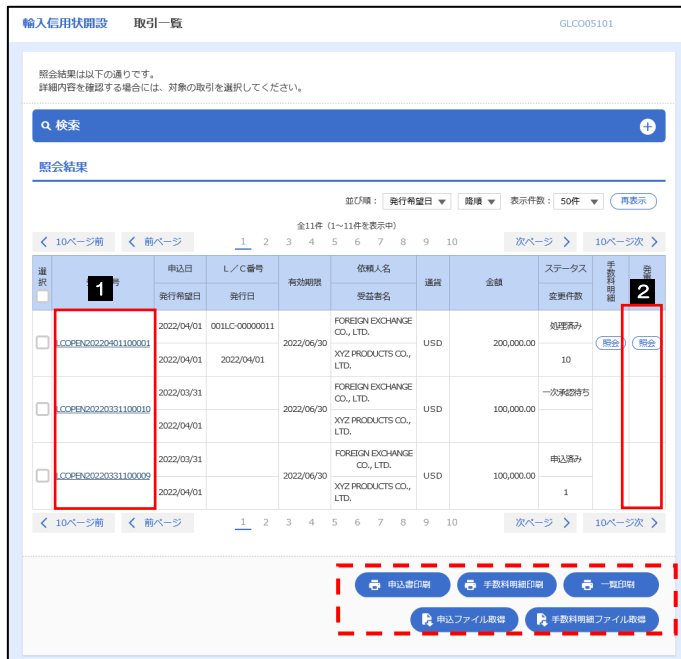 輸入信用状開設 取引一覧 GLCO05101
照会結果は以下の通りです。
詳細内容を確認する場合には、対象の取引を選択してください。
検索
照会結果
並び順： 発行希望日 降順 表示件数： 50件 再表示
全11件（1～11件を表示中）
10ページ前 前ページ 1 2 3 4 5 6 7 8 9 10 次ページ 10ページ次
選択 1 号 申込日 L／C番号 有効期限 依頼人名 通貨 金額 ステータス 手数料明細 2
発行希望日 発行日 受益者名 変更件数
LCOPEN20220401100001 2022/04/01 001LC-00000011 2022/06/30 FOREIGN EXCHANGE CO., LTD. USD 200,000.00 処理済み 照会 照会
2022/04/01 2022/04/01 XYZ PRODUCTS CO., LTD. 10
LCOPEN20220331100010 2022/03/31 2022/06/30 FOREIGN EXCHANGE CO., LTD. USD 100,000.00 一次承認待ち
2022/04/01 XYZ PRODUCTS CO., LTD.
LCOPEN20220331100009 2022/03/31 2022/06/30 FOREIGN EXCHANGE CO., LTD. USD 100,000.00 申込済み
2022/04/01 XYZ PRODUCTS CO., LTD. 1
10ページ前 前ページ 1 2 3 4 5 6 7 8 9 10 次ページ 10ページ次
申込書印刷 手数料明細印刷 一覧印刷
申込ファイル取得 手数料明細ファイル取得